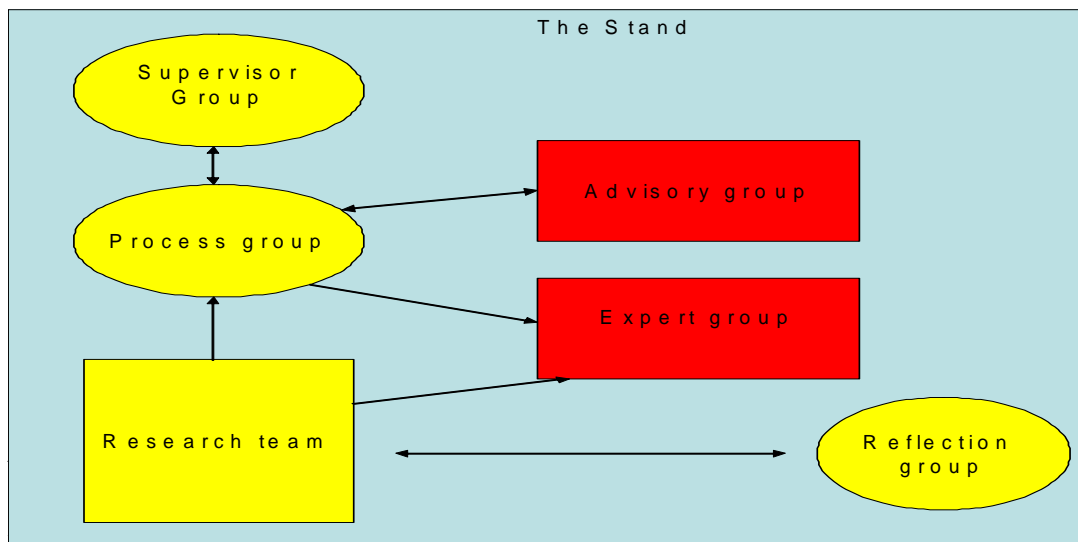 The Stand
Supervisor
Group
Advisory group
Process group
Expert group
Research team
Reflection
group